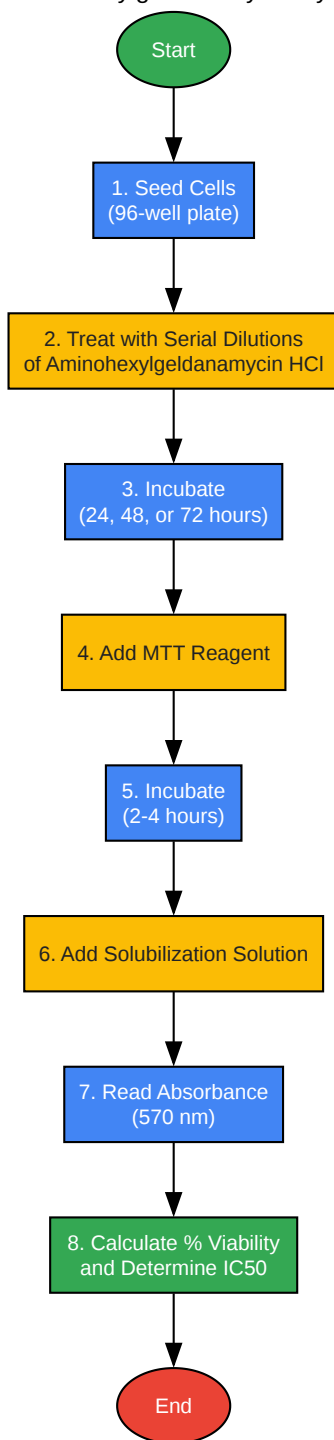 Start
1. Seed Cells
(96-well plate)
2. Treat with Serial Dilutions
of Aminohexylgeldanamycin HCl
3. Incubate
(24, 48, or 72 hours)
4. Add MTT Reagent
5. Incubate
(2-4 hours)
6. Add Solubilization Solution
7. Read Absorbance
(570 nm)
8. Calculate % Viability
and Determine IC50
End